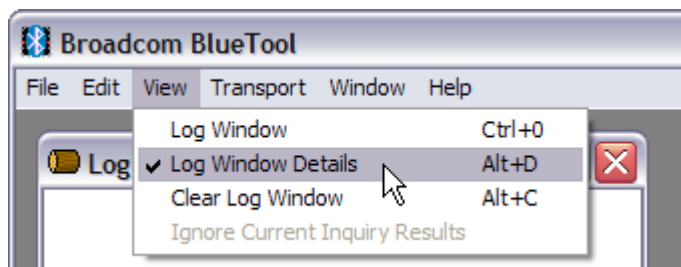 Broadcom BlueTool
File Edit View Transport Window Help
Log Window Ctrl+0
Log
Log Window Details Alt+D
Clear Log Window Alt+C
Ignore Current Inquiry Results